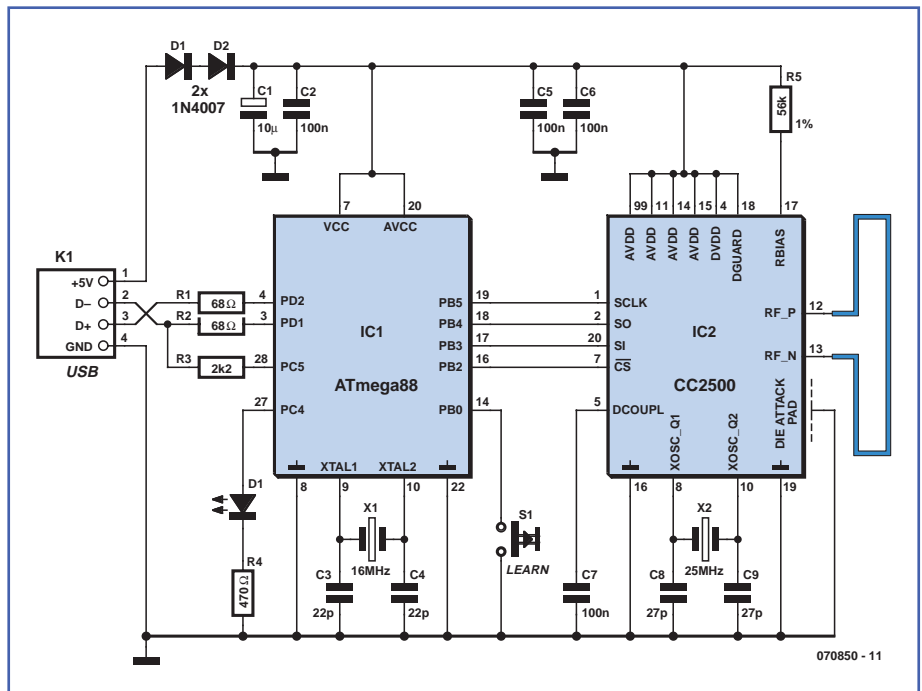 D1 D2
2x
1N4007
C1
10µ
C2
100n
C5
100n
C6
100n
R5
56k
1%
7
VCC
20
AVCC
99 11 14 15 4 18 17
AVDD
AVDD
AVDD
AVDD
DVDD
DGUARD
RBIAS
K1
+5V
D–
D+
GND
USB
1
2
3
4
R1
68Ω
R2
68Ω
R3
2k2
4
3
28
27
PD2
PD1
PC5
PC4
IC1
ATmega88
PB5
PB4
PB3
PB2
PB0
19
18
17
16
14
XTAL1
XTAL2
8
9
10
22
1
2
20
7
5
SCLK
SO
SI
CS
DCOUPL
IC2
CC2500
RF_P
RF_N
12
13
DIE ATTACK
PAD
XOSC_Q1
XOSC_Q2
16
8
10
19
D1
R4
470Ω
X1
16MHz
C3
22p
C4
22p
S1
LEARN
C7
100n
X2
25MHz
C8
27p
C9
27p
070850 - 11